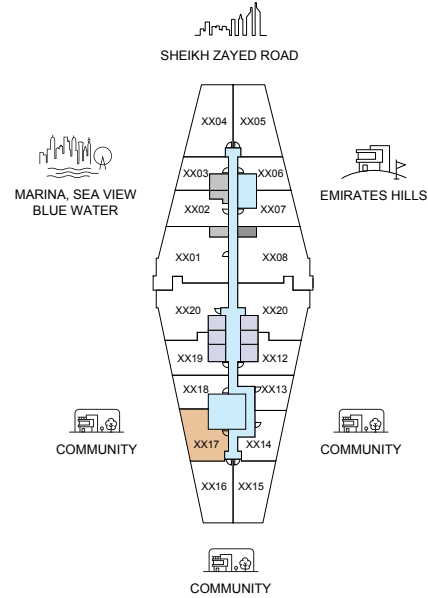 SHEIKH ZAYED ROAD
XX04 XX05
MARINA, SEA VIEW
BLUE WATER
EMIRATES HILLS
XX03 XX06
XX02 XX07
XX01 XX08
XX20 XX20
XX19 XX12
XX18 XX13
COMMUNITY
XX17 XX14
COMMUNITY
XX16 XX15
COMMUNITY